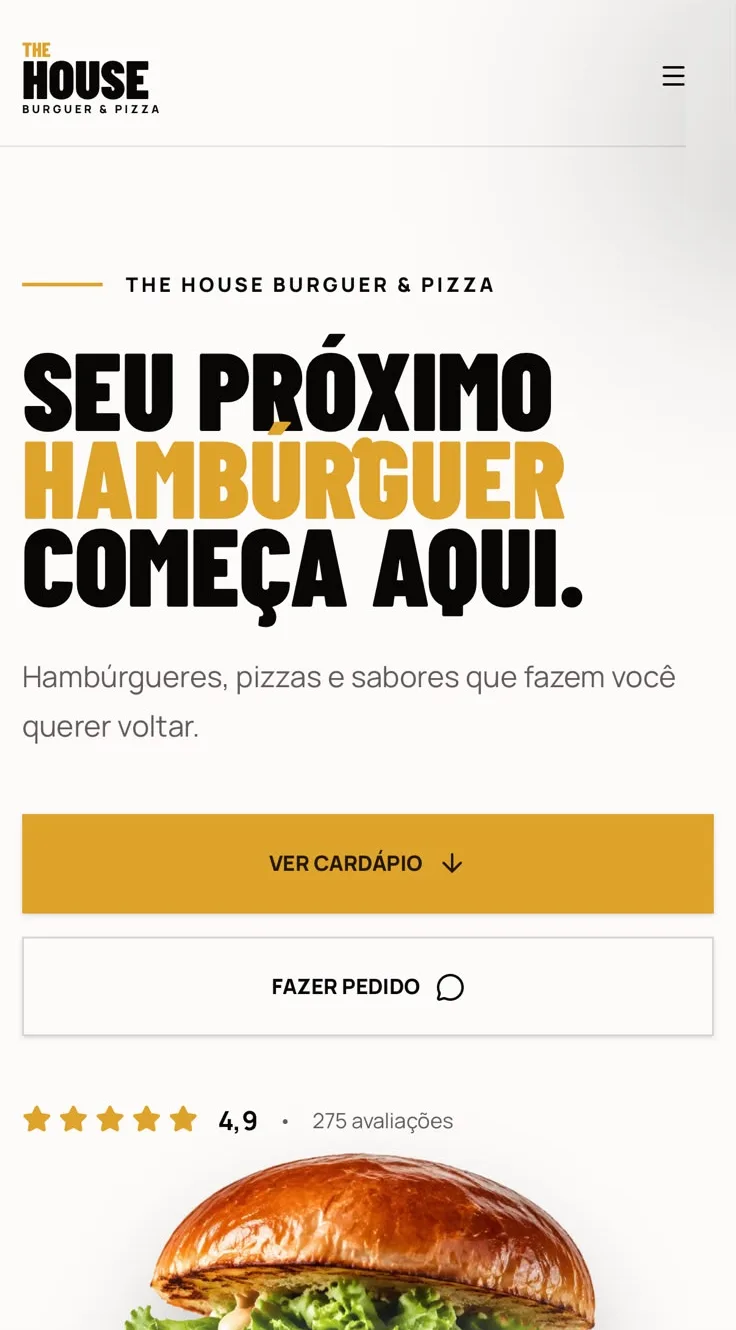 THE
HOUSE
BURGUER & PIZZA
THE HOUSE BURGUER & PIZZA
SEU PRÓXIMO
HAMBÚRGUER
COMEÇA AQUI.
Hambúrgueres, pizzas e sabores que fazem você
querer voltar.
VER CARDÁPIO
FAZER PEDIDO
4,9 • 275 avaliações